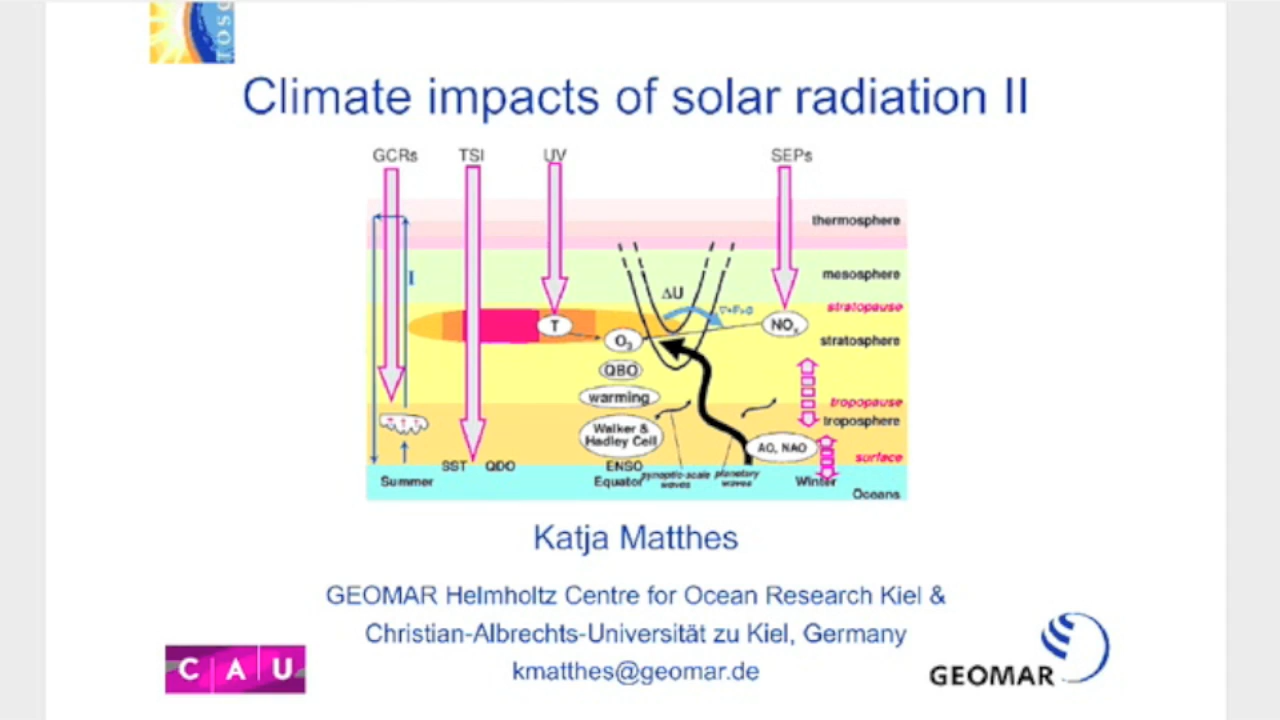 TOSC
Climate impacts of solar radiation II
GCRs TSI UV SEPs
thermosphere
I
mesosphere
ΔU
stratopause
T
NOx
O3
stratosphere
QBO
warming
tropopause
troposphere
Walker &
Hadley Cell
AO, NAO
surface
SST QDO ENSO
Summer Equator synoptic-scale waves planetary waves Winter
Oceans
Katja Matthes
GEOMAR Helmholtz Centre for Ocean Research Kiel &
Christian-Albrechts-Universität zu Kiel, Germany
kmatthes@geomar.de
C A U
GEOMAR